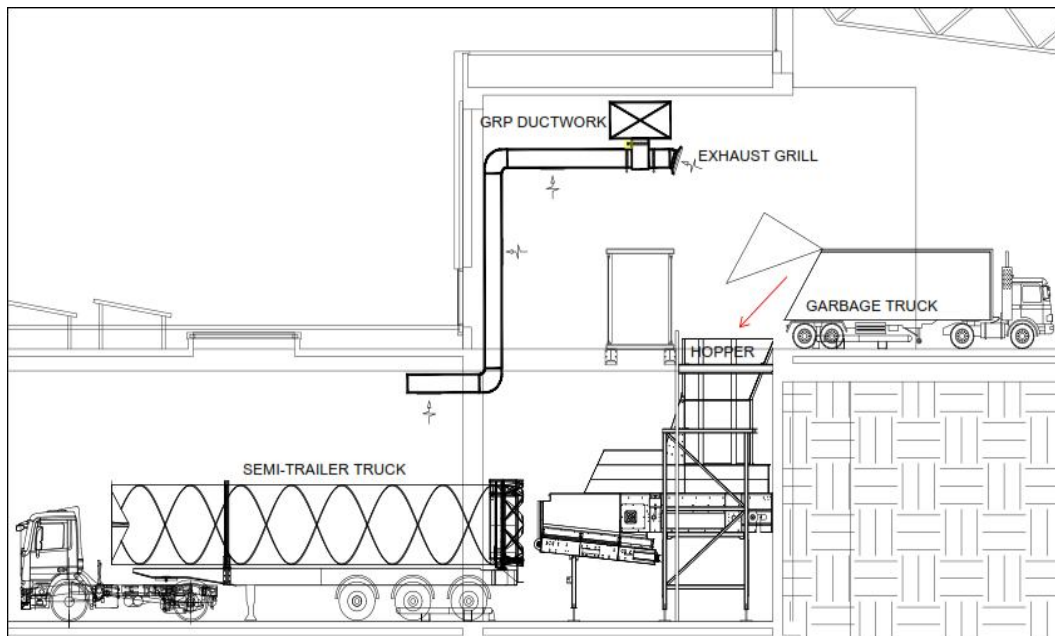 GRP DUCTWORK
EXHAUST GRILL
GARBAGE TRUCK
HOPPER
SEMI-TRAILER TRUCK